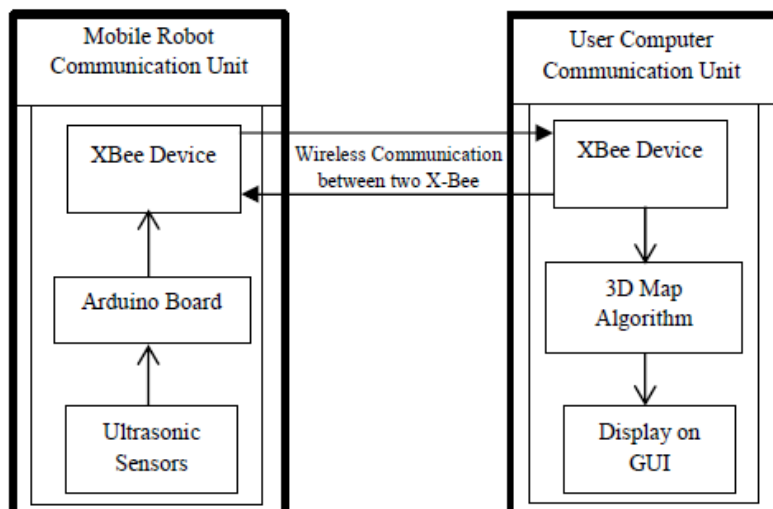 Mobile Robot
Communication Unit
User Computer
Communication Unit
XBee Device
Wireless Communication
between two X-Bee
XBee Device
Arduino Board
3D Map
Algorithm
Ultrasonic
Sensors
Display on
GUI